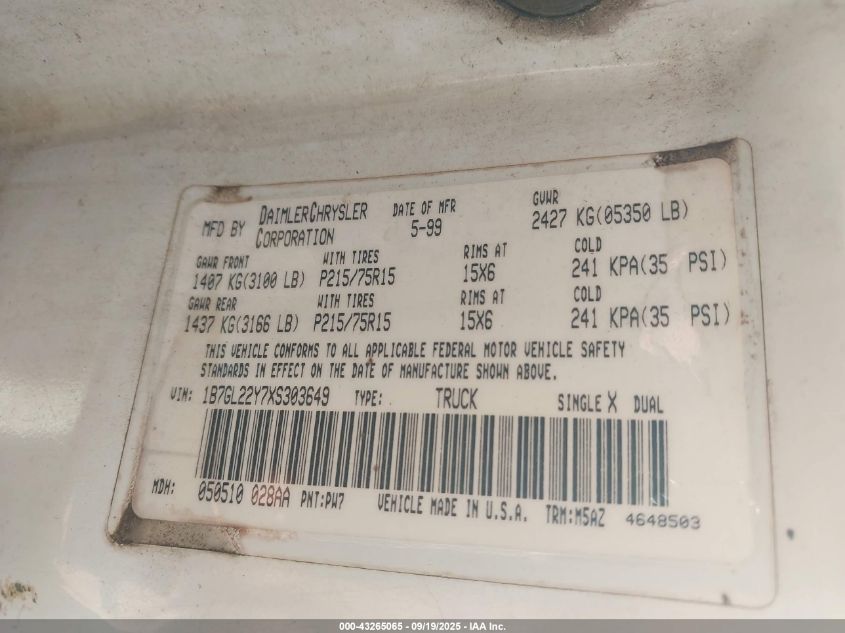 MFD BY DAIMLERCHRYSLER CORPORATION DATE OF MFR 5-99 GVWR 2427 KG(05350 LB)
GAWR FRONT WITH TIRES RIMS AT COLD
1407 KG(3100 LB) P215/75R15 15X6 241 KPA(35 PSI)
GAWR REAR WITH TIRES RIMS AT COLD
1437 KG(3166 LB) P215/75R15 15X6 241 KPA(35 PSI)
THIS VEHICLE CONFORMS TO ALL APPLICABLE FEDERAL MOTOR VEHICLE SAFETY
STANDARDS IN EFFECT ON THE DATE OF MANUFACTURE SHOWN ABOVE.
VIN: 1B7GL22Y7XS303649 TYPE: TRUCK SINGLE X DUAL
MDH: 050510 028AA PNT:PW7 VEHICLE MADE IN U.S.A. TRM:M5AZ 4648503
000-43265065 - 09/19/2025 - IAA Inc.